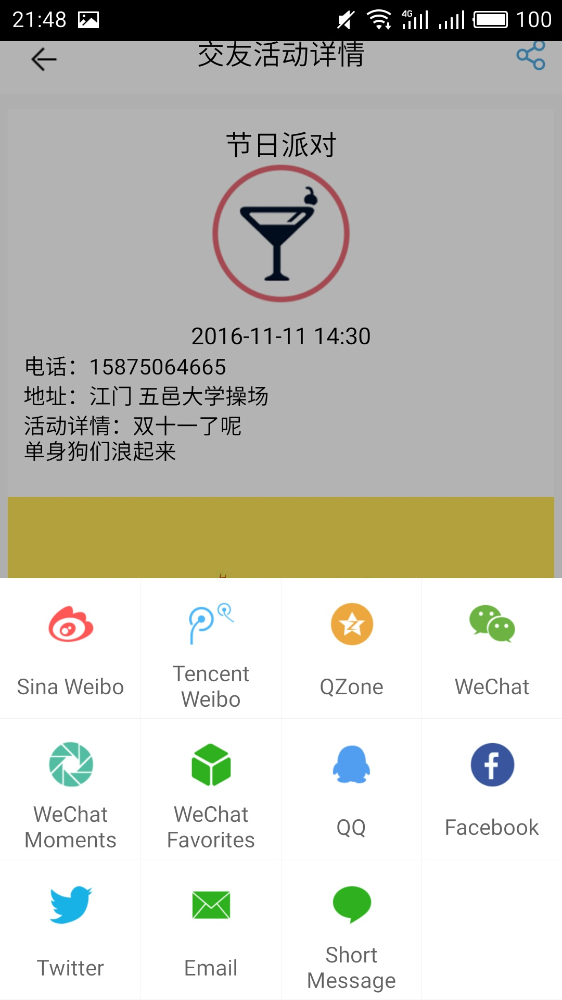 21:48
4G
100
交友活动详情
节日派对
2016-11-11 14:30
电话：15875064665
地址：江门 五邑大学操场
活动详情：双十一了呢
单身狗们浪起来
Sina Weibo
Tencent
Weibo
QZone
WeChat
WeChat
Moments
WeChat
Favorites
QQ
Facebook
Twitter
Email
Short
Message